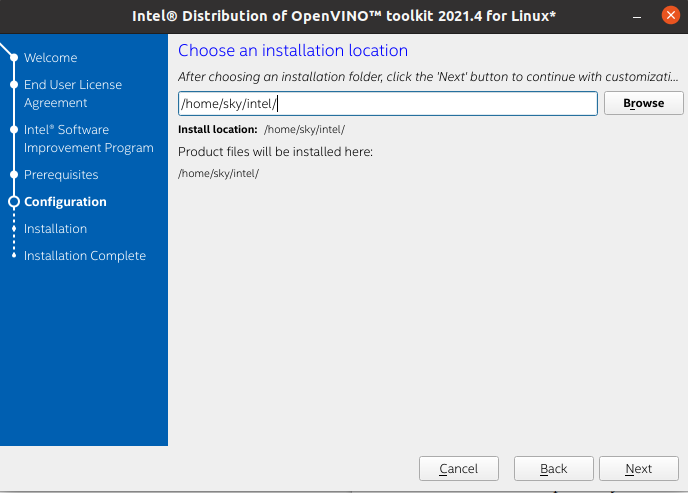 Intel® Distribution of OpenVINO™ toolkit 2021.4 for Linux*
Welcome
End User License
Agreement
Intel® Software
Improvement Program
Prerequisites
Configuration
Installation
Installation Complete
Choose an installation location
After choosing an installation folder, click the 'Next' button to continue with customizati...
/home/sky/intel/
Browse
Install location: /home/sky/intel/
Product files will be installed here:
/home/sky/intel/
Cancel
Back
Next